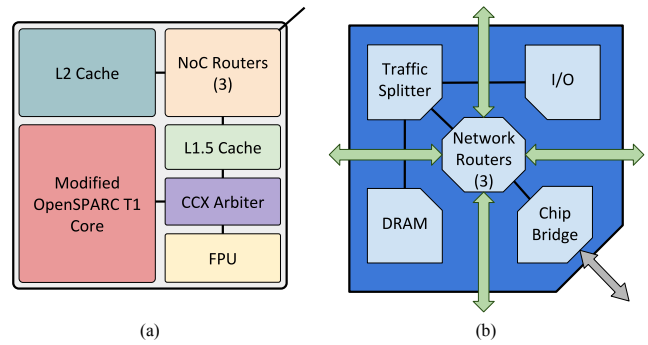 L2 Cache
NoC Routers
(3)
L1.5 Cache
Modified
OpenSPARC T1
Core
CCX Arbiter
FPU
(a)
Traffic
Splitter
I/O
Network
Routers
(3)
DRAM
Chip
Bridge
(b)